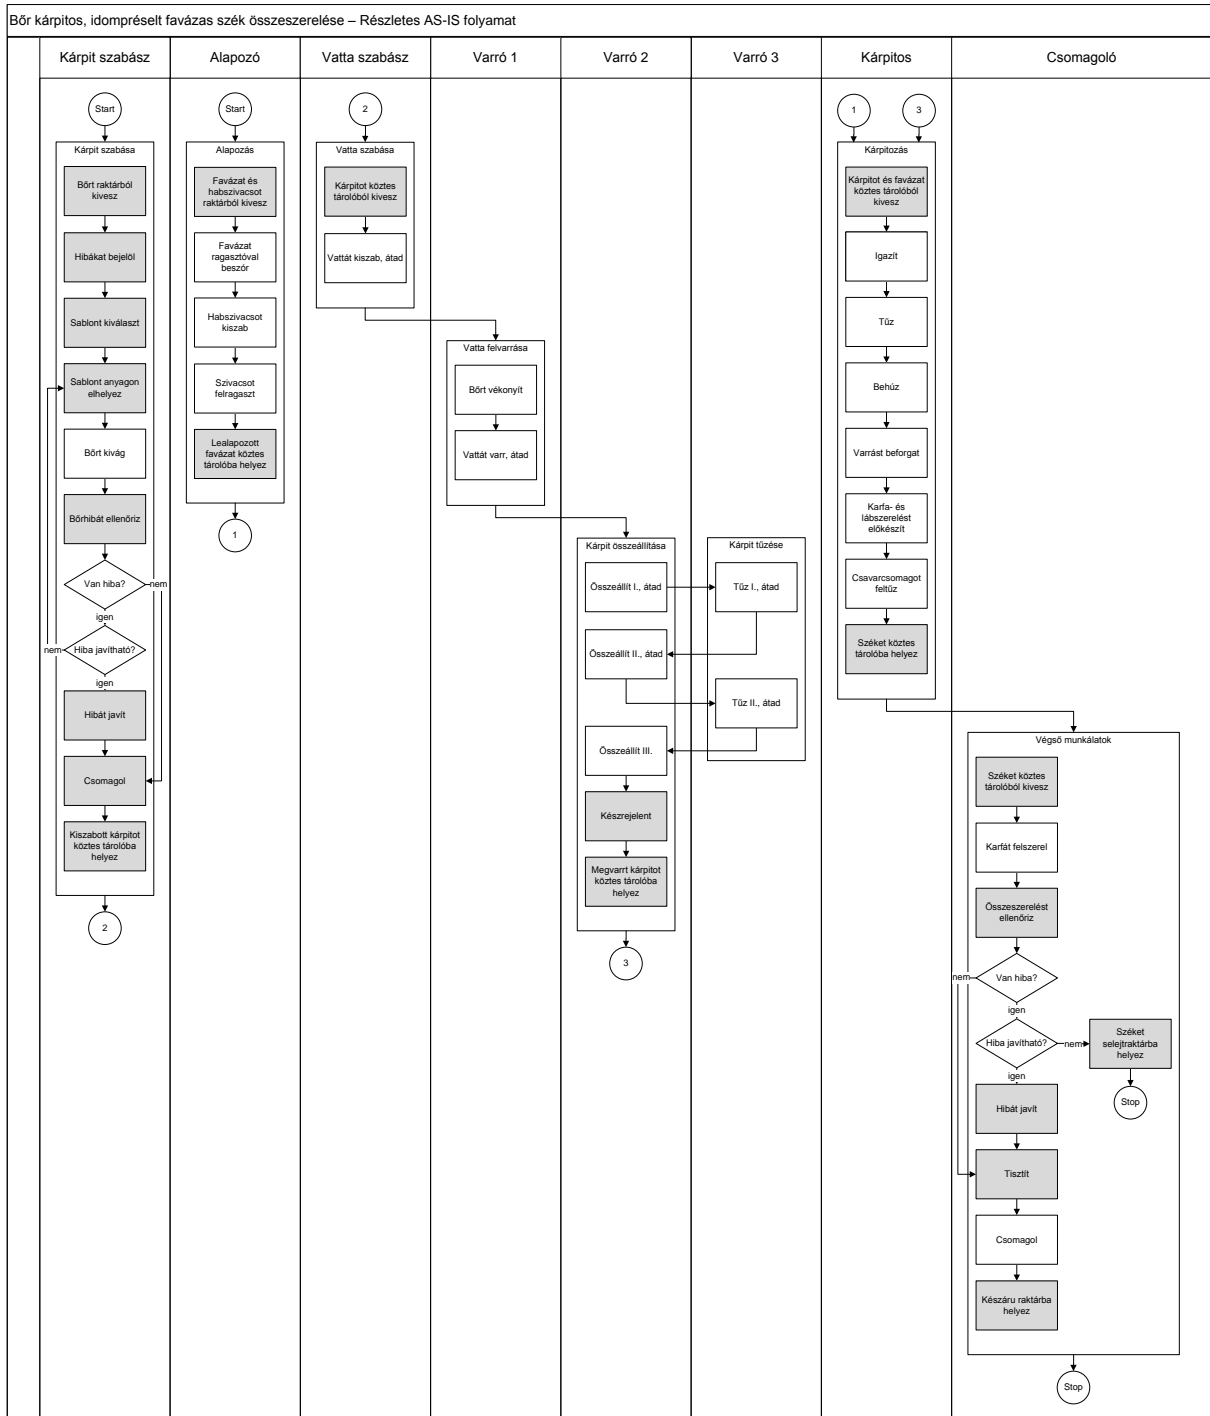 Bőr kárpitos, idompréselt favázas szék összeszerelése – Részletes AS-IS folyamat
Kárpit szabász
Alapozó
Vatta szabász
Varró 1
Varró 2
Varró 3
Kárpitos
Csomagoló
Start
Kárpit szabása
Bőrt raktárból
kivesz
Hibákat bejelöl
Sablont kiválaszt
Sablont anyagon
elhelyez
Bőrt kivág
Bőrhibát ellenőriz
Van hiba?
nem
igen
Hiba javítható?
nem
igen
Hibát javít
Csomagol
Kiszabott kárpitot
köztes tárolóba
helyez
2
Start
Alapozás
Favázat és
habszivacsot
raktárból kivesz
Favázat
ragasztóval
beszór
Habszivacsot
kiszab
Szivacsot
felragaszt
Lealapozott
favázat köztes
tárolóba helyez
1
2
Vatta szabása
Kárpitot köztes
tárolóból kivesz
Vattát kiszab, átad
Vatta felvarrása
Bőrt vékonyít
Vattát varr, átad
Kárpit összeállítása
Összeállít I., átad
Összeállít II., átad
Összeállít III.
Készrejelent
Megvarrt kárpitot
köztes tárolóba
helyez
3
Kárpit tűzése
Tűz I., átad
Tűz II., átad
1
3
Kárpitozás
Kárpitot és favázat
köztes tárolóból
kivesz
Igazít
Tűz
Behúz
Varrást beforgat
Karfa- és
lábszerelést
előkészít
Csavarcsomagot
feltűz
Széket köztes
tárolóba helyez
Végső munkálatok
Széket köztes
tárolóból kivesz
Karfát felszerel
Összeszerelést
ellenőriz
Van hiba?
nem
igen
Hiba javítható?
nem
Széket
selejtraktárba
helyez
Stop
igen
Hibát javít
Tisztít
Csomagol
Készáru raktárba
helyez
Stop